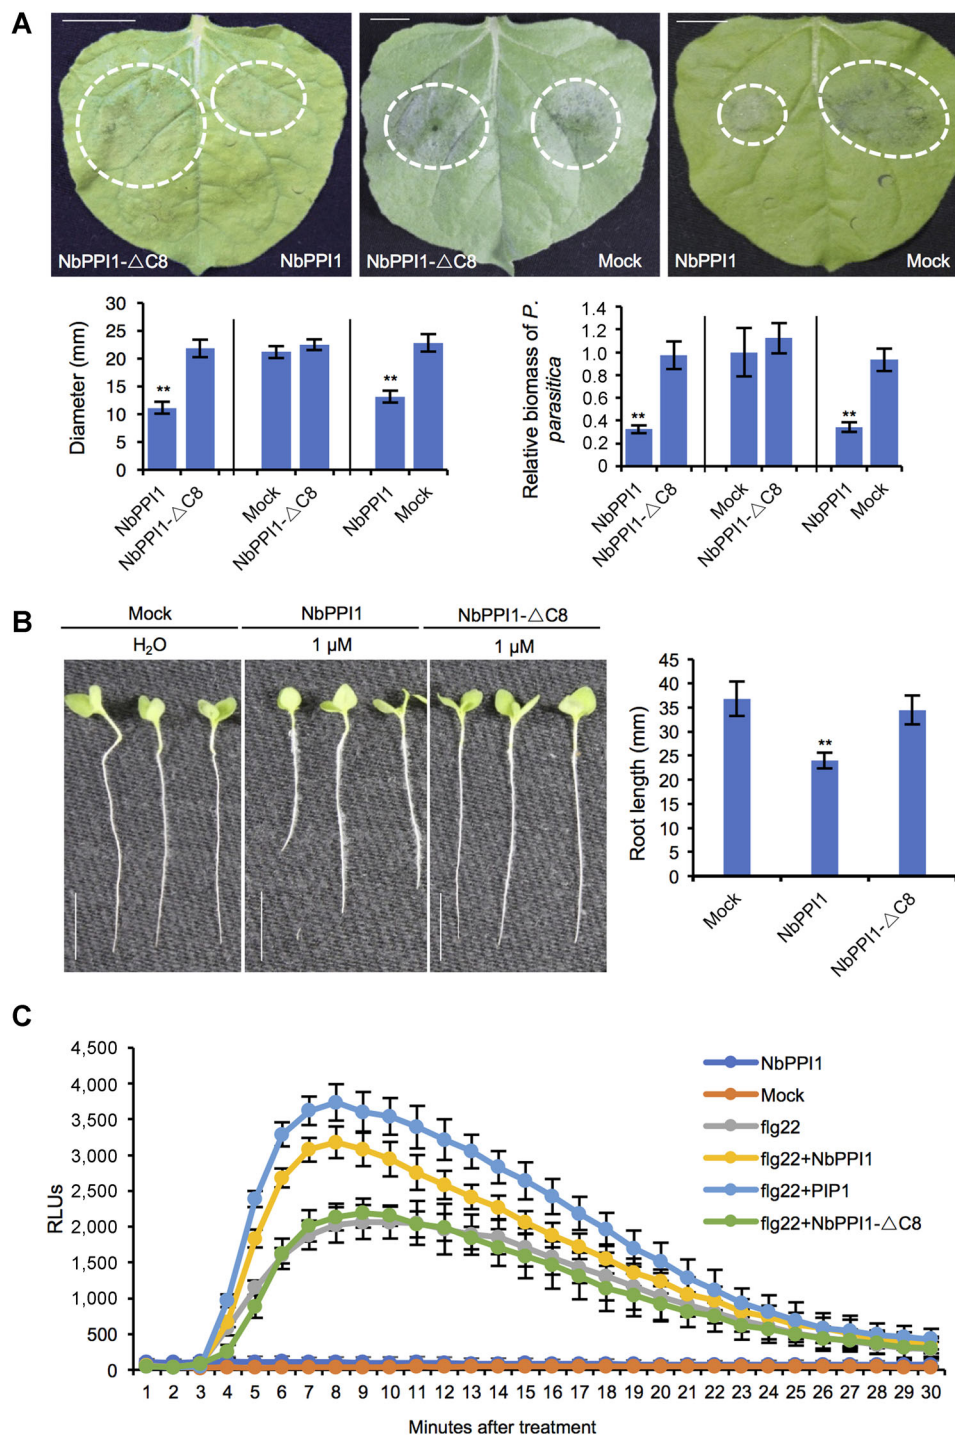 A
NbPPI1-△C8
NbPPI1
NbPPI1-△C8
Mock
NbPPI1
Mock
Diameter (mm)
30
25
20
15
10
5
0
**
**
NbPPI1
NbPPI1-△C8
Mock
NbPPI1-△C8
NbPPI1
Mock
Relative biomass of P.
parasitica
1.4
1.2
1.0
0.8
0.6
0.4
0.2
0
**
**
NbPPI1
NbPPI1-△C8
Mock
NbPPI1-△C8
NbPPI1
Mock
B
Mock
NbPPI1
NbPPI1-△C8
H₂O
1 μM
1 μM
Root length (mm)
45
40
35
30
25
20
15
10
5
0
**
Mock
NbPPI1
NbPPI1-△C8
C
RLUs
4,500
4,000
3,500
3,000
2,500
2,000
1,500
1,000
500
0
NbPPI1
Mock
flg22
flg22+NbPPI1
flg22+PIP1
flg22+NbPPI1-△C8
1 2 3 4 5 6 7 8 9 10 11 12 13 14 15 16 17 18 19 20 21 22 23 24 25 26 27 28 29 30
Minutes after treatment